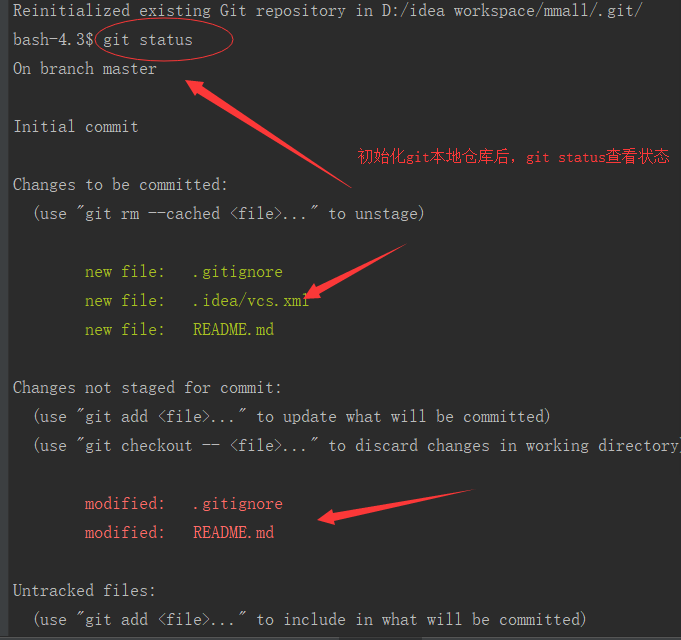 Reinitialized existing Git repository in D:/idea workspace/mmall/.git/
bash-4.3$ git status
On branch master
Initial commit
初始化git本地仓库后，git status查看状态
Changes to be committed:
(use "git rm --cached <file>..." to unstage)
new file: .gitignore
new file: .idea/vcs.xml
new file: README.md
Changes not staged for commit:
(use "git add <file>..." to update what will be committed)
(use "git checkout -- <file>..." to discard changes in working directory)
modified: .gitignore
modified: README.md
Untracked files:
(use "git add <file>..." to include in what will be committed)